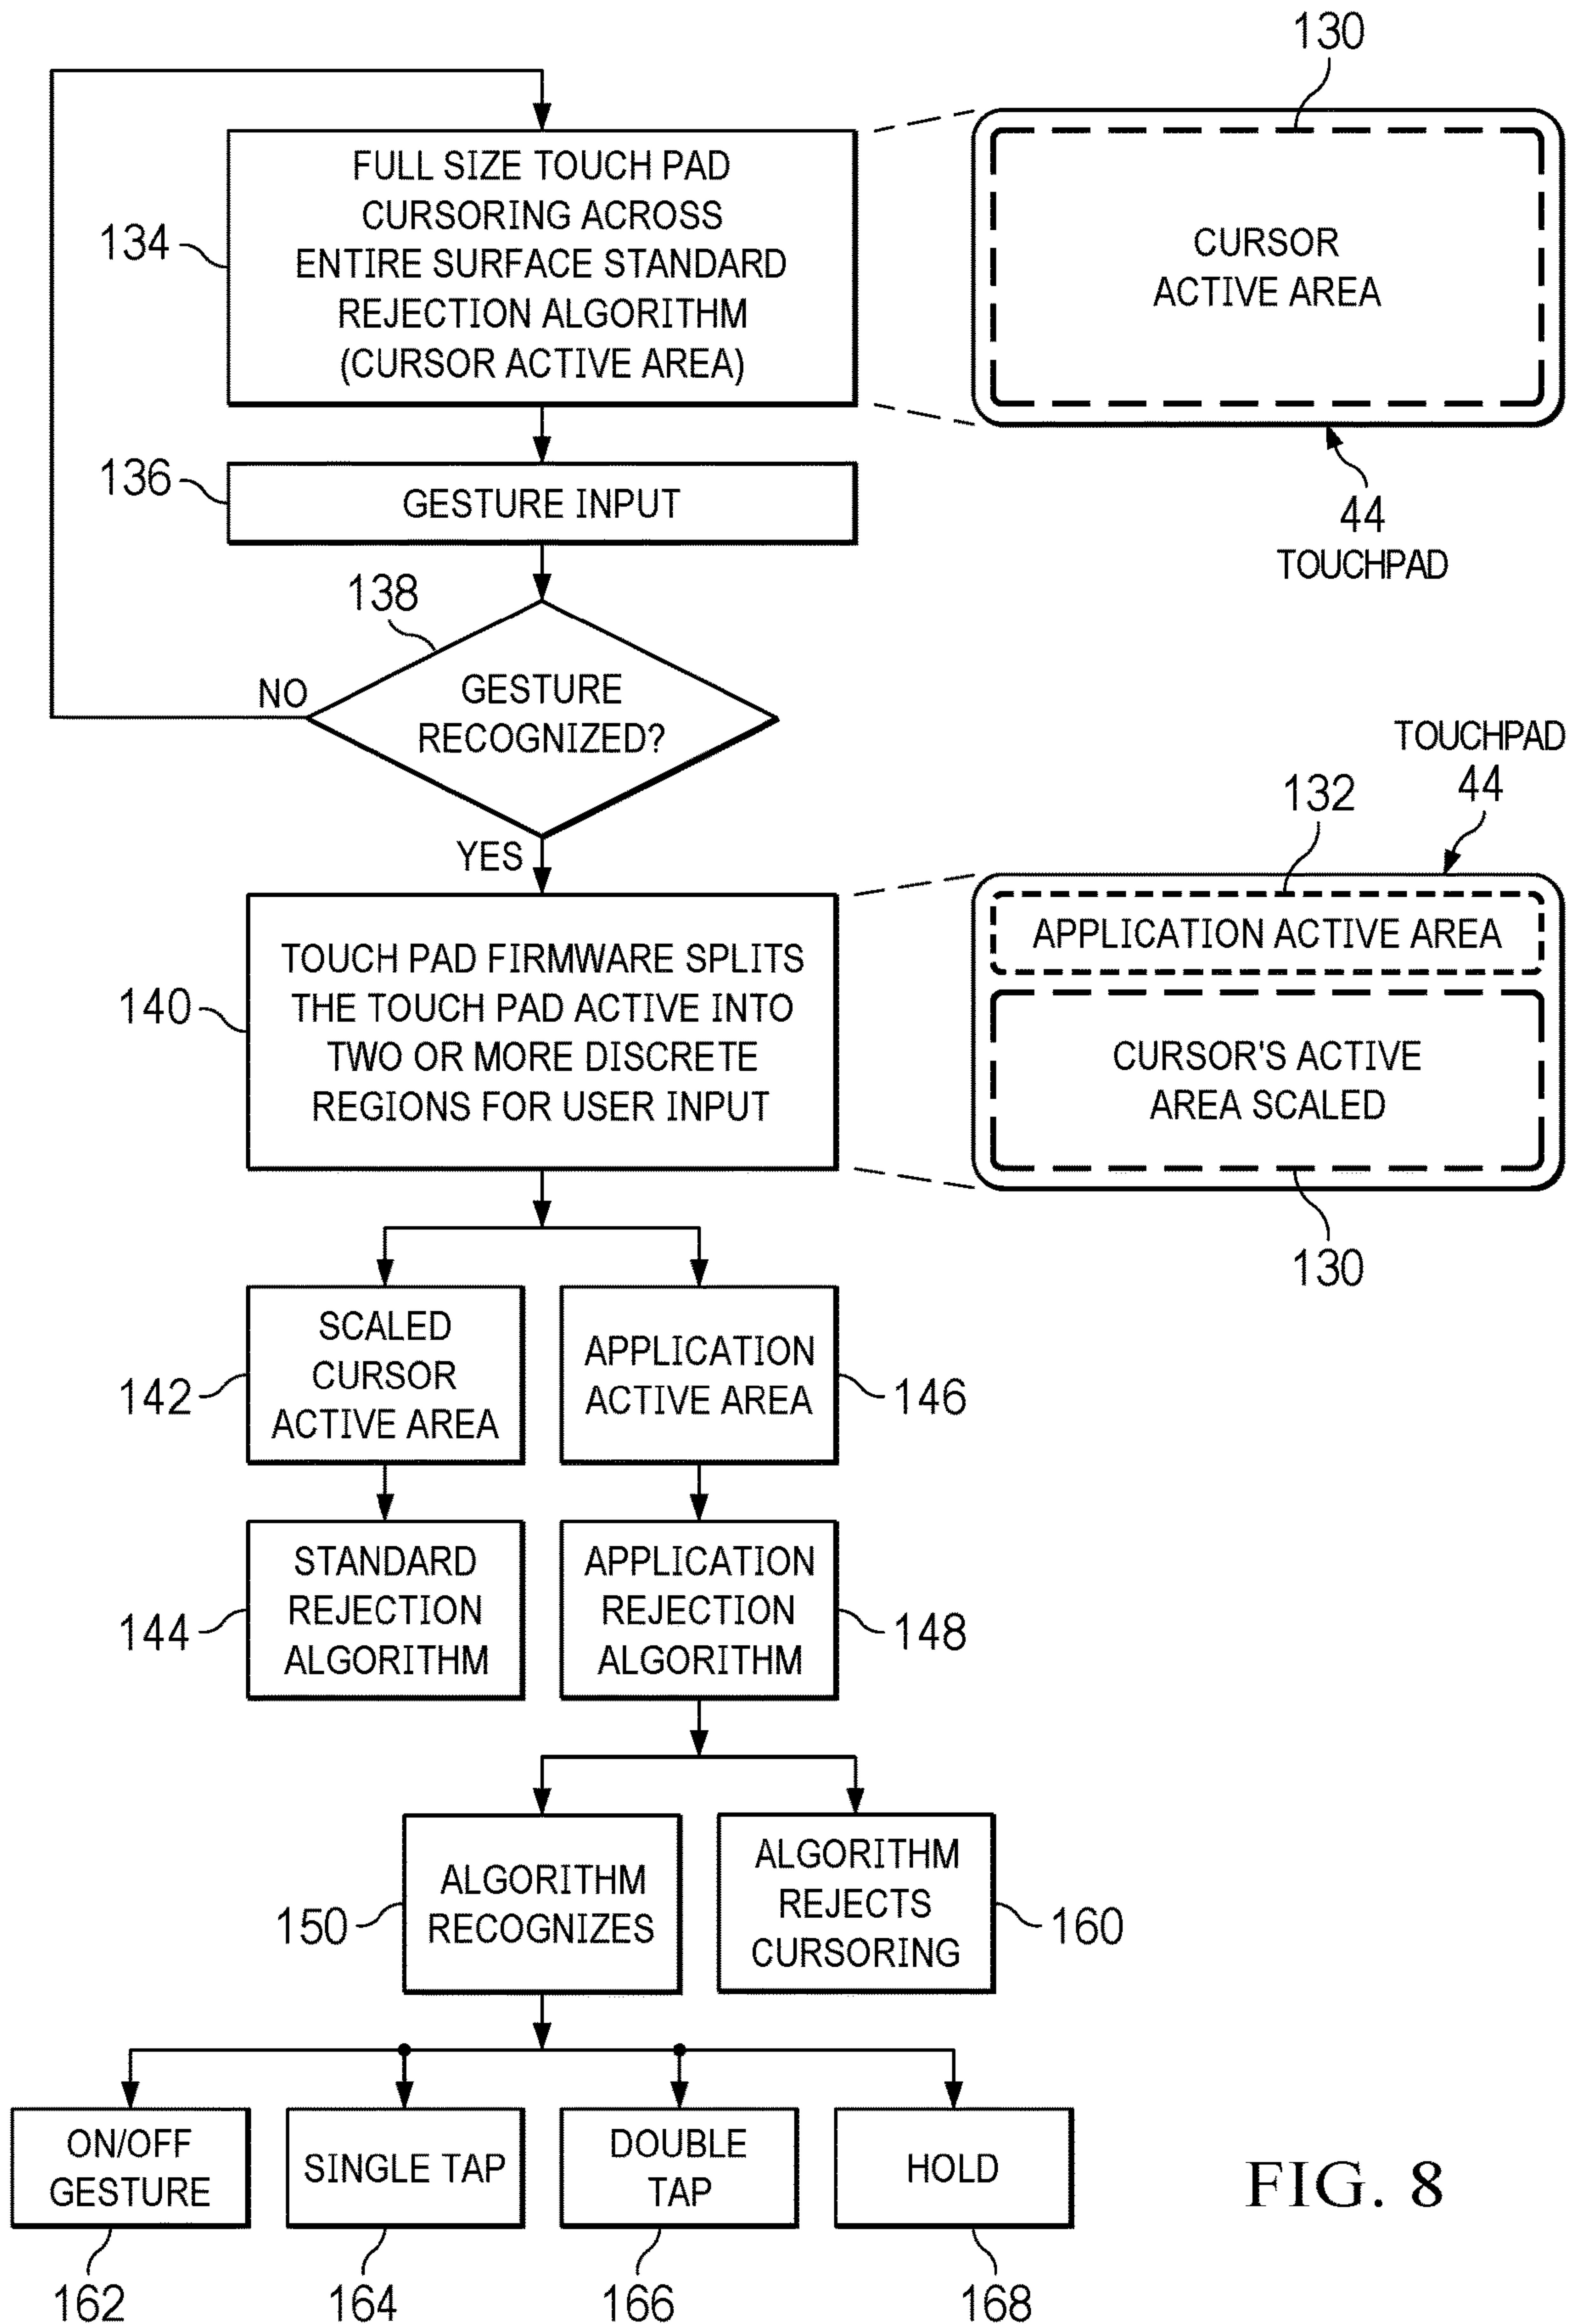 130
FULL SIZE TOUCH PAD
CURSORING ACROSS
ENTIRE SURFACE STANDARD
REJECTION ALGORITHM
(CURSOR ACTIVE AREA)
134
CURSOR
ACTIVE AREA
136
GESTURE INPUT
44
TOUCHPAD
138
NO
GESTURE
RECOGNIZED?
YES
TOUCHPAD
44
132
APPLICATION ACTIVE AREA
140
TOUCH PAD FIRMWARE SPLITS
THE TOUCH PAD ACTIVE INTO
TWO OR MORE DISCRETE
REGIONS FOR USER INPUT
CURSOR'S ACTIVE
AREA SCALED
130
142
SCALED
CURSOR
ACTIVE AREA
APPLICATION
ACTIVE AREA
146
144
STANDARD
REJECTION
ALGORITHM
APPLICATION
REJECTION
ALGORITHM
148
150
ALGORITHM
RECOGNIZES
ALGORITHM
REJECTS
CURSORING
160
ON/OFF
GESTURE
SINGLE TAP
DOUBLE
TAP
HOLD
162
164
166
168
FIG. 8